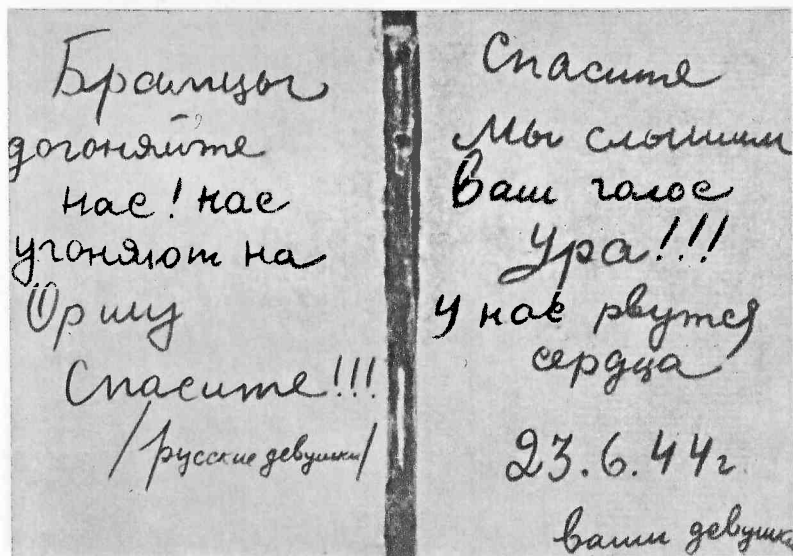 Братцы
догоняйте
нас! нас
угоняют на
Оршу
Спасите!!!
/русские девушки/
Спасите
Мы слышим
Ваш голос
Ура!!!
У нас рвутся
сердца
23.6.44г.
ваши девушки